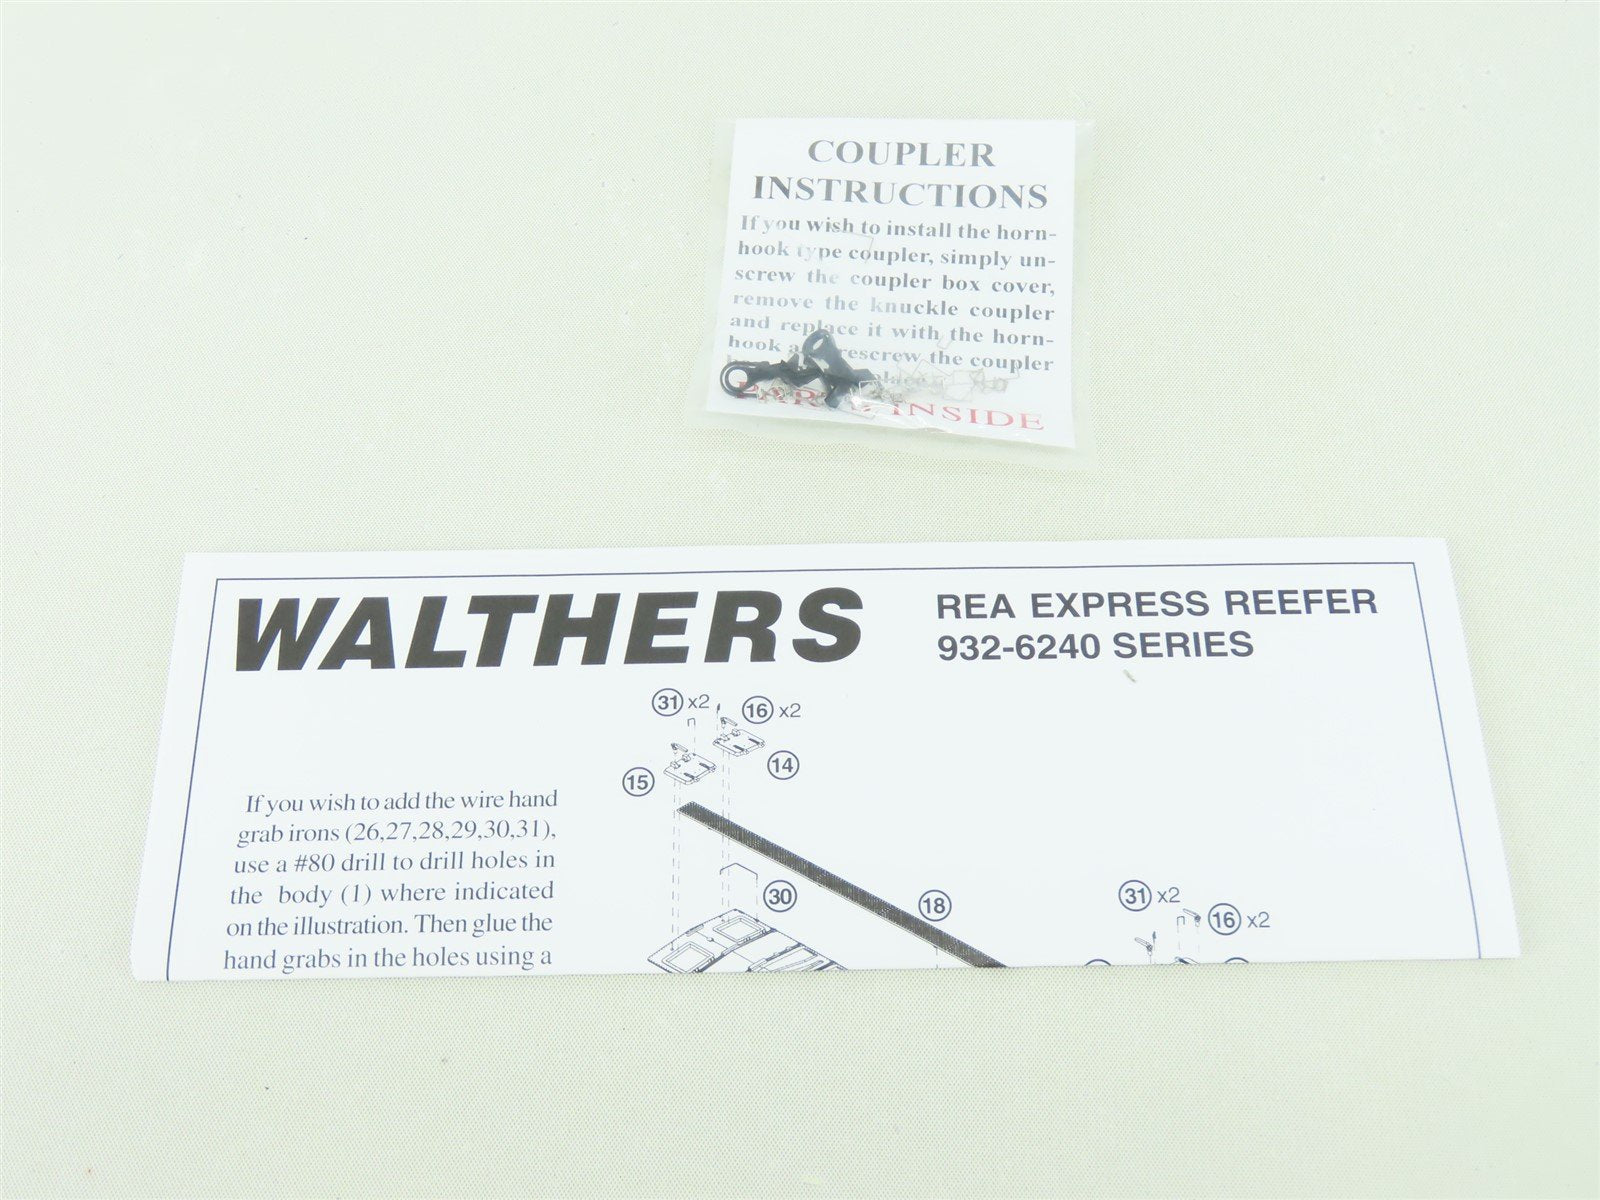 COUPLER
INSTRUCTIONS
If you wish to install the horn-
hook type coupler, simply un-
screw the coupler box cover,
remove the knuckle coupler
and replace it with the horn-
hook rescrew the coupler
INSIDE
WALTHERS
REA EXPRESS REEFER
932-6240 SERIES
31 x2
16 x2
14
15
If you wish to add the wire hand
grab irons (26,27,28,29,30,31),
use a #80 drill to drill holes in
the body (1) where indicated
on the illustration. Then glue the
hand grabs in the holes using a
30
18
31 x2
16 x2